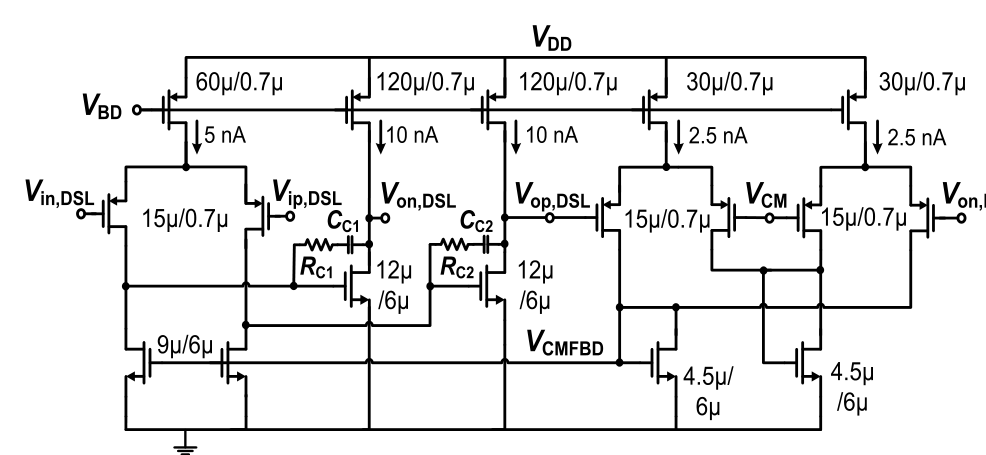 VDD
60μ/0.7μ
120μ/0.7μ
120μ/0.7μ
30μ/0.7μ
30μ/0.7μ
VBD
5 nA
10 nA
10 nA
2.5 nA
2.5 nA
Vin,DSL
Vip,DSL
Von,DSL
Vop,DSL
VCM
15μ/0.7μ
15μ/0.7μ
15μ/0.7μ
CC1
CC2
RC1
RC2
12μ
/6μ
12μ
/6μ
9μ/6μ
VCMFBD
4.5μ/
6μ
4.5μ
/6μ